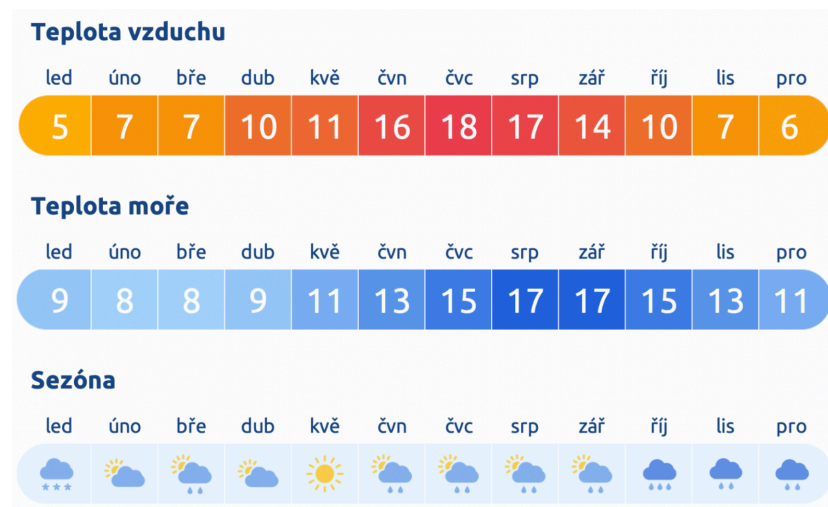 Teplota vzduchu
led úno bře dub kvě čvn čvc srp zář říj lis pro
5 7 7 10 11 16 18 17 14 10 7 6
Teplota moře
led úno bře dub kvě čvn čvc srp zář říj lis pro
9 8 8 9 11 13 15 17 17 15 13 11
Sezóna
led úno bře dub kvě čvn čvc srp zář říj lis pro